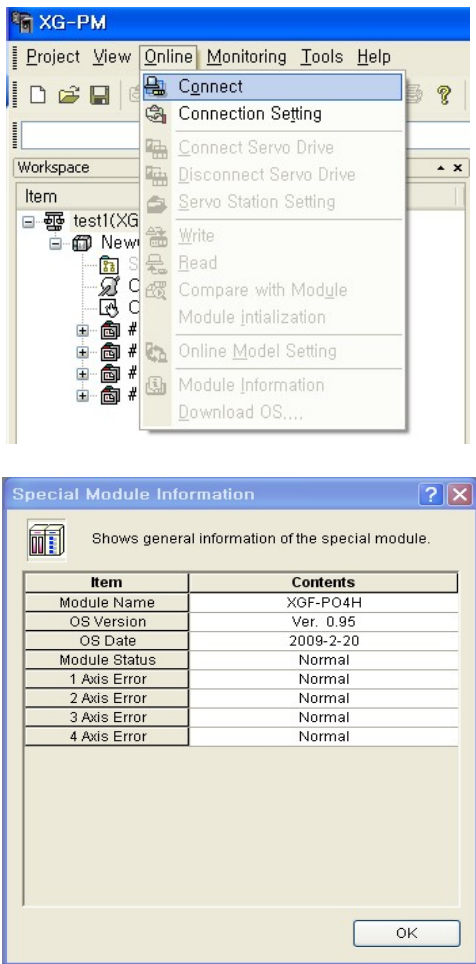 XG-PM
Project View Online Monitoring Tools Help
Connect
Connection Setting
Workspace
Connect Servo Drive
Disconnect Servo Drive
Item
Servo Station Setting
test1(XG
Write
New
Read
S
C
Compare with Module
C
Module intialization
#
#
Online Model Setting
#
Module Information
#
Download OS....
Special Module Information
Shows general information of the special module.
Item Contents
Module Name XGF-PO4H
OS Version Ver. 0.95
OS Date 2009-2-20
Module Status Normal
1 Axis Error Normal
2 Axis Error Normal
3 Axis Error Normal
4 Axis Error Normal
OK